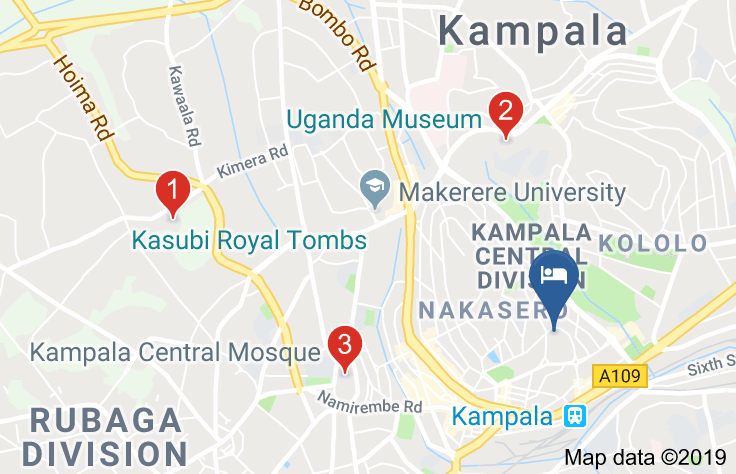 Bombo Rd
Kampala
Hoima Rd
Kawaala Rd
Uganda Museum
2
Kimera Rd
1
Makerere University
Kasubi Royal Tombs
KAMPALA
CENTRAL
DIVISION
KOLOLO
NAKASERO
Kampala Central Mosque
3
A109
Sixth S
Namirembe Rd
Kampala
RUBAGA
DIVISION
Map data ©2019